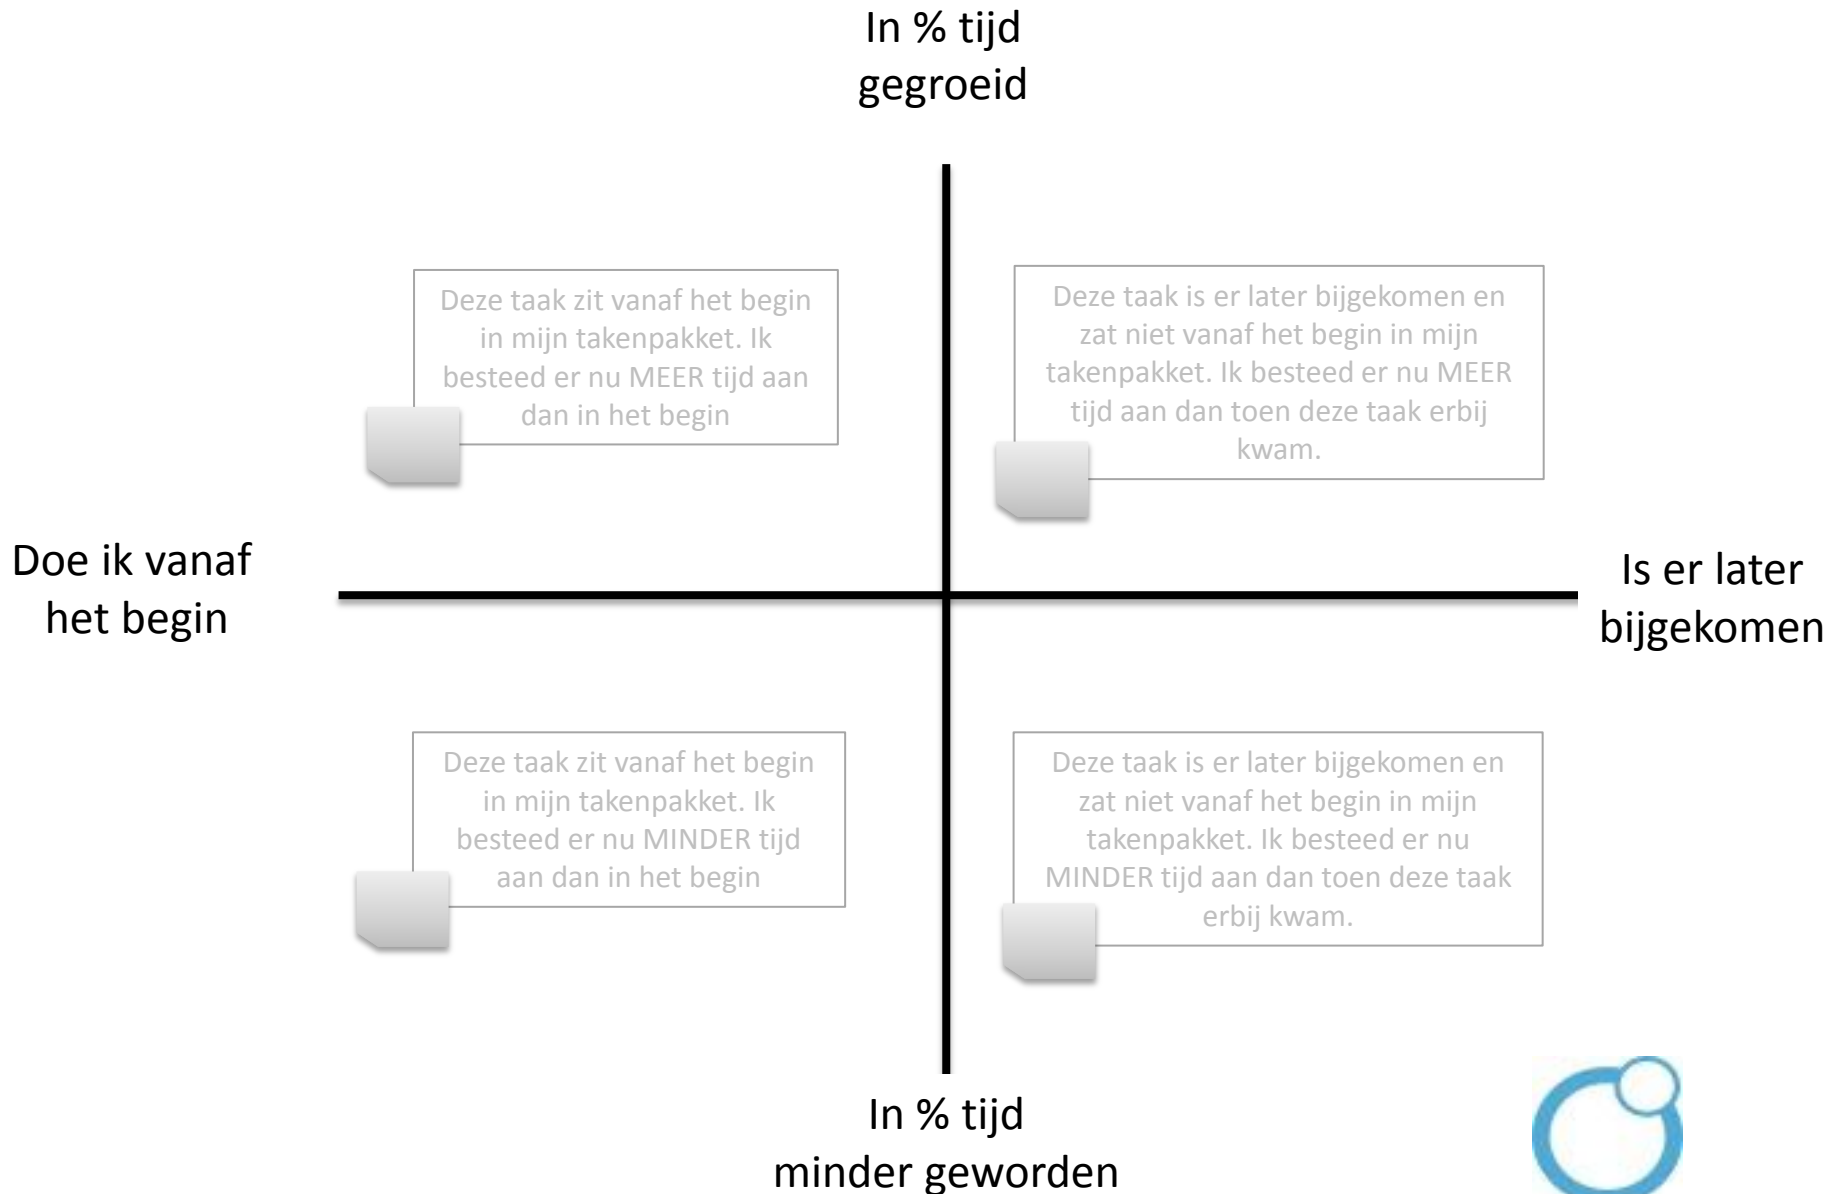 In % tijd
gegroeid
Deze taak zit vanaf het begin
in mijn takenpakket. Ik
besteed er nu MEER tijd aan
dan in het begin
Deze taak is er later bijgekomen en
zat niet vanaf het begin in mijn
takenpakket. Ik besteed er nu MEER
tijd aan dan toen deze taak erbij
kwam.
Doe ik vanaf
het begin
Is er later
bijgekomen
Deze taak zit vanaf het begin
in mijn takenpakket. Ik
besteed er nu MINDER tijd
aan dan in het begin
Deze taak is er later bijgekomen en
zat niet vanaf het begin in mijn
takenpakket. Ik besteed er nu
MINDER tijd aan dan toen deze taak
erbij kwam.
In % tijd
minder geworden